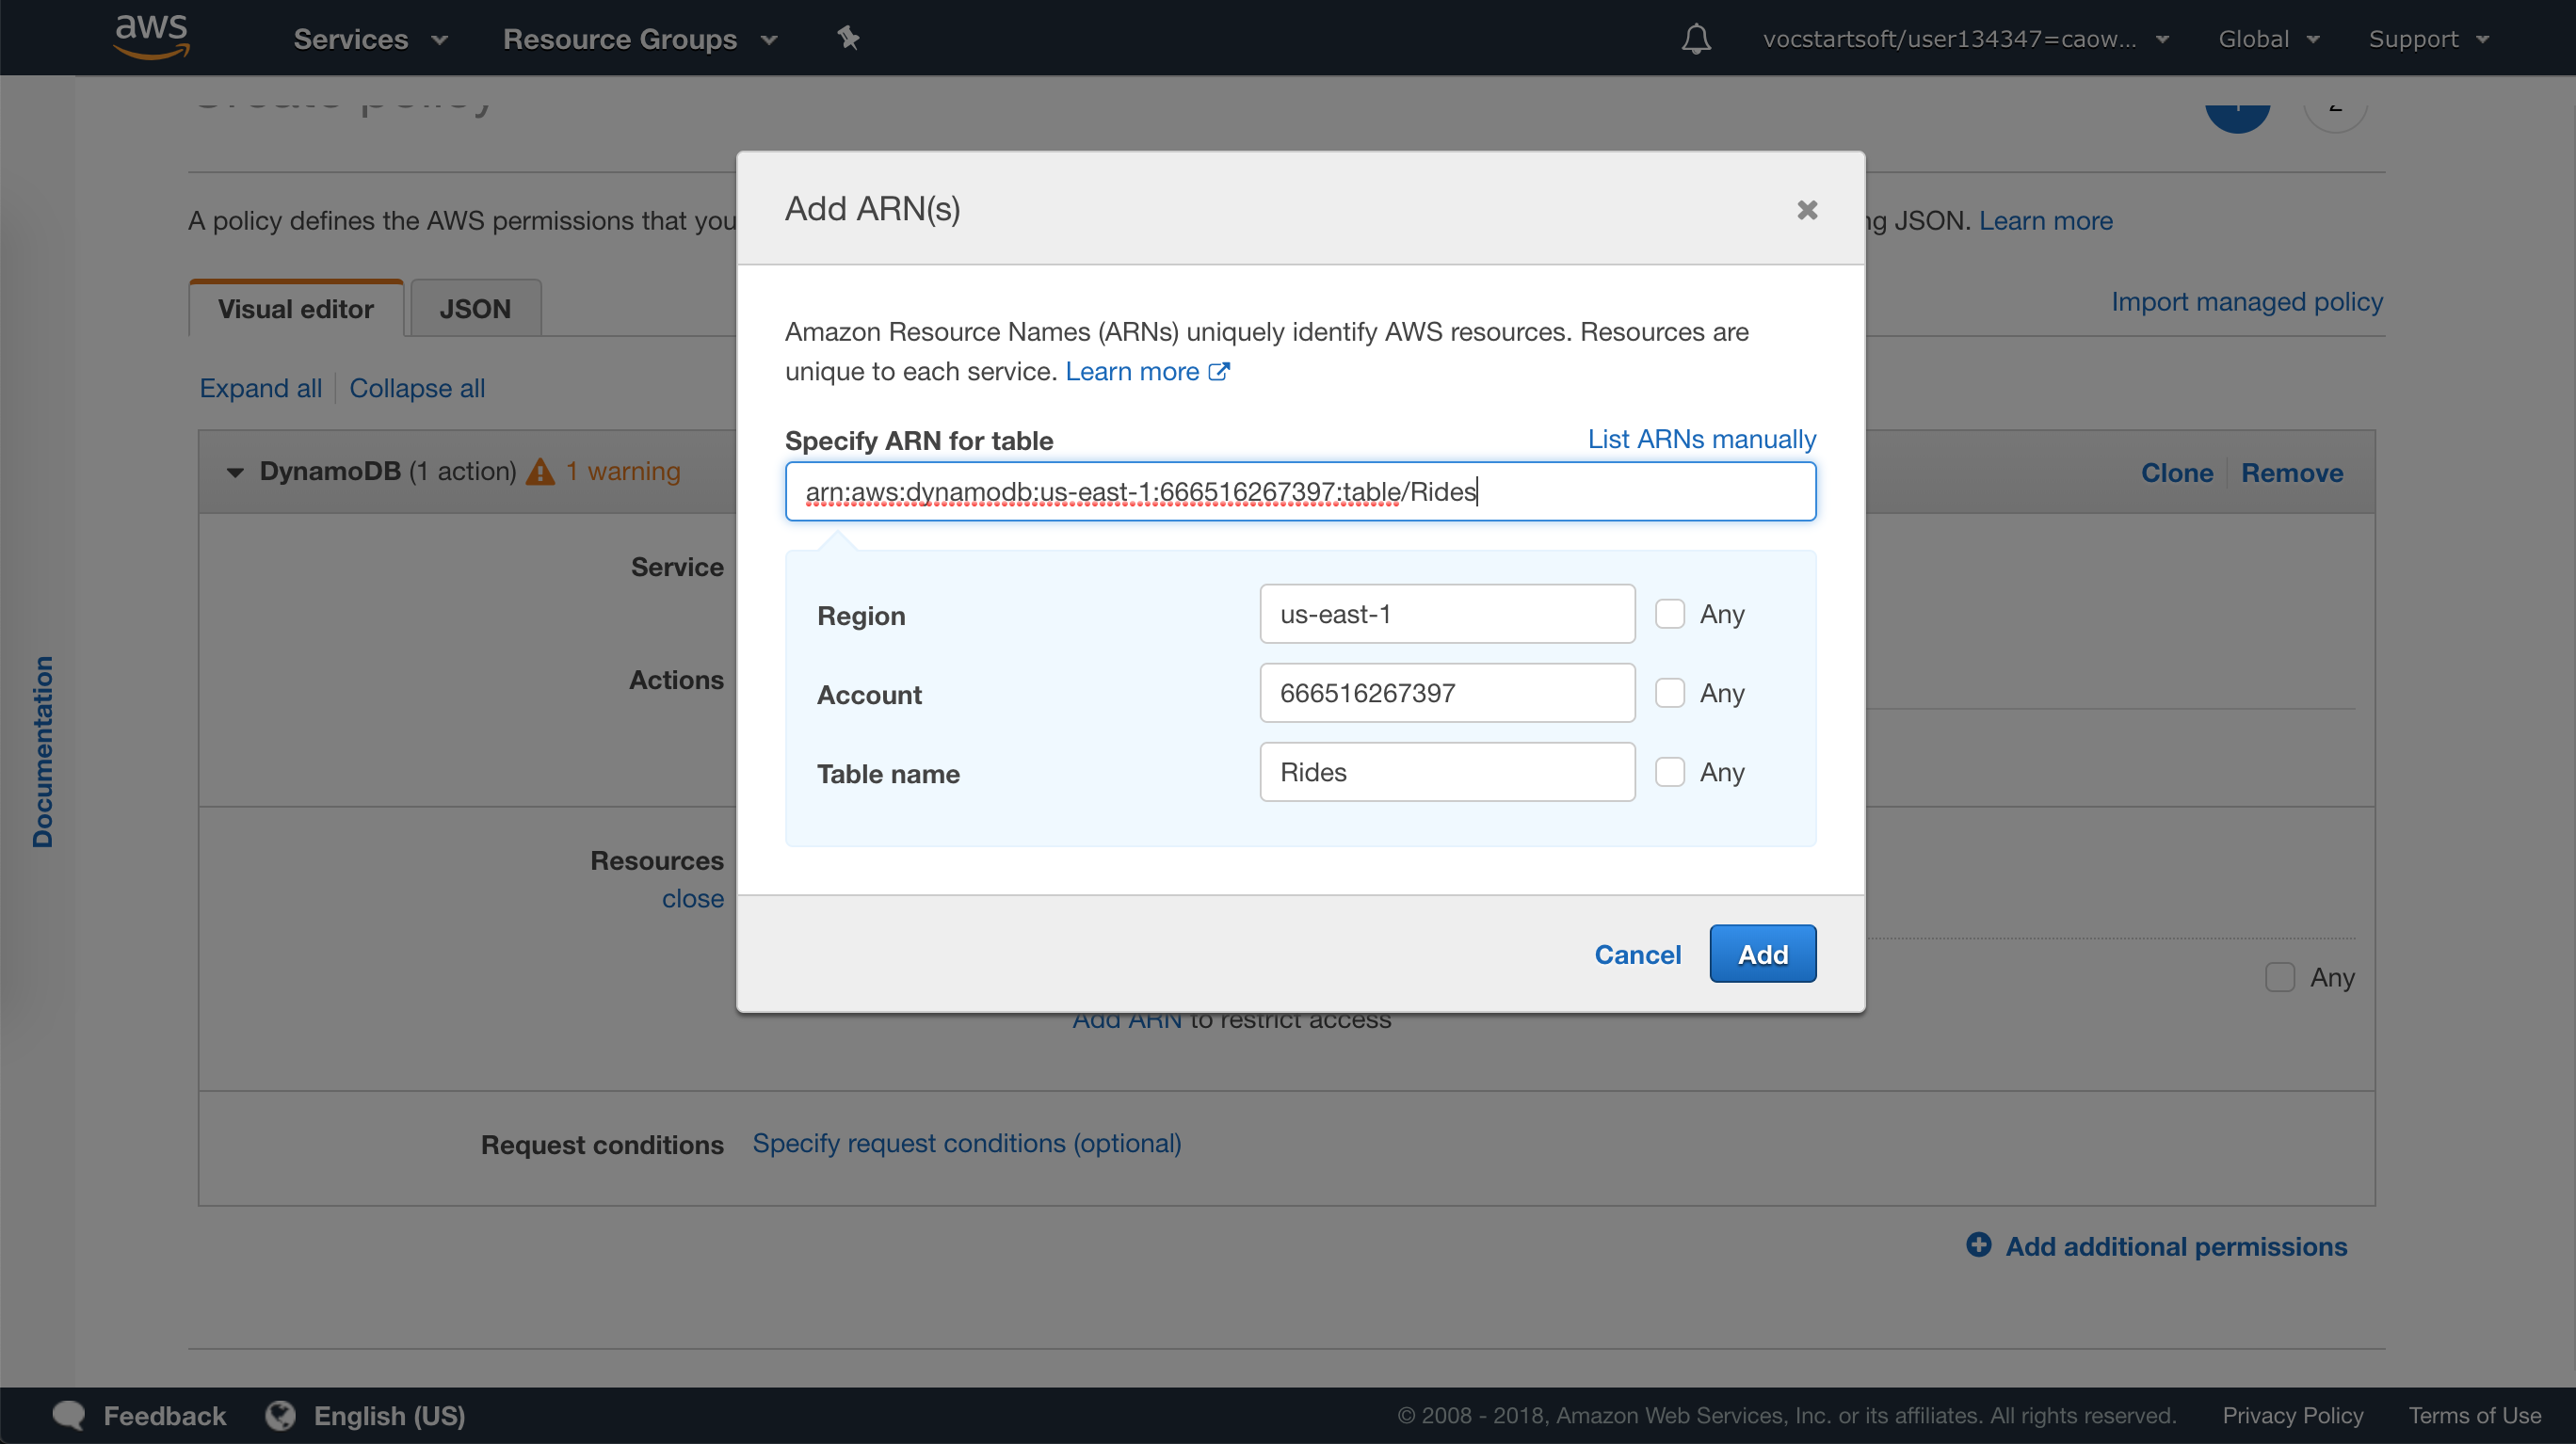 aws
Services
Resource Groups
vocstartsoft/user134347=caow...
Global
Support
Create policy
2
A policy defines the AWS permissions that you
ng JSON. Learn more
Add ARN(s)
Visual editor
JSON
Import managed policy
Amazon Resource Names (ARNs) uniquely identify AWS resources. Resources are
unique to each service. Learn more
Expand all
Collapse all
Specify ARN for table
List ARNs manually
DynamoDB (1 action)
1 warning
Clone
Remove
arn:aws:dynamodb:us-east-1:666516267397:table/Rides
Service
Region
us-east-1
Any
Actions
Account
666516267397
Any
Table name
Rides
Any
Documentation
Resources
close
Cancel
Add
Any
Add ARN to restrict access
Request conditions
Specify request conditions (optional)
Add additional permissions
Feedback
English (US)
© 2008 - 2018, Amazon Web Services, Inc. or its affiliates. All rights reserved.
Privacy Policy
Terms of Use